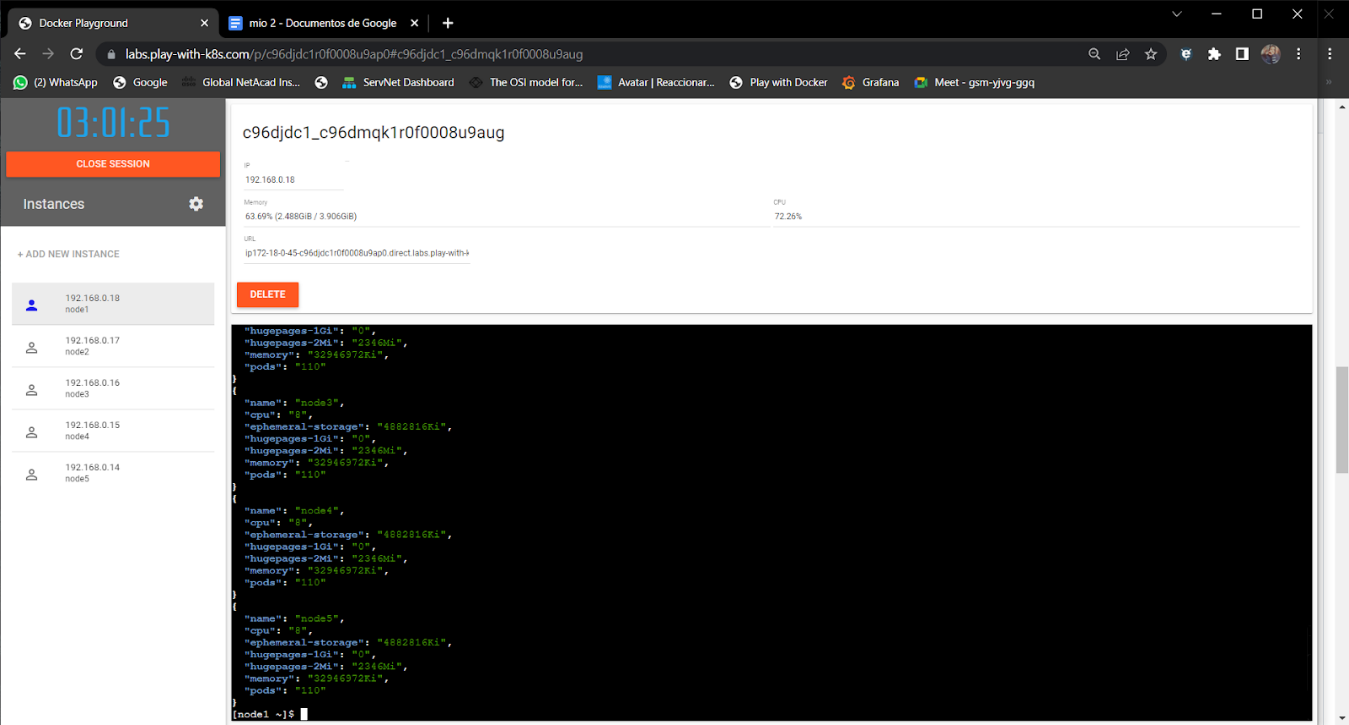 Docker Playground
mio 2 - Documentos de Google
labs.play-with-k8s.com/p/c96djdc1r0f0008u9ap0#c96djdc1_c96dmqk1r0f0008u9aug
(2) WhatsApp Google Global NetAcad Ins... ServNet Dashboard The OSI model for... Avatar | Reaccionar... Play with Docker Grafana Meet - gsm-yjvg-ggq
03:01:25
CLOSE SESSION
Instances
+ ADD NEW INSTANCE
192.168.0.18
node1
192.168.0.17
node2
192.168.0.16
node3
192.168.0.15
node4
192.168.0.14
node5
c96djdc1_c96dmqk1r0f0008u9aug
IP
192.168.0.18
Memory
63.69% (2.488GiB / 3.906GiB)
CPU
72.26%
URL
ip172-18-0-45-c96djdc1r0f0008u9ap0.direct.labs.play-with-k
DELETE
"hugepages-1Gi": "0",
"hugepages-2Mi": "2346Mi",
"memory": "32946972Ki",
"pods": "110"
}
{
"name": "node3",
"cpu": "8",
"ephemeral-storage": "4882816Ki",
"hugepages-1Gi": "0",
"hugepages-2Mi": "2346Mi",
"memory": "32946972Ki",
"pods": "110"
}
{
"name": "node4",
"cpu": "8",
"ephemeral-storage": "4882816Ki",
"hugepages-1Gi": "0",
"hugepages-2Mi": "2346Mi",
"memory": "32946972Ki",
"pods": "110"
}
{
"name": "node5",
"cpu": "8",
"ephemeral-storage": "4882816Ki",
"hugepages-1Gi": "0",
"hugepages-2Mi": "2346Mi",
"memory": "32946972Ki",
"pods": "110"
}
[node1 ~]$